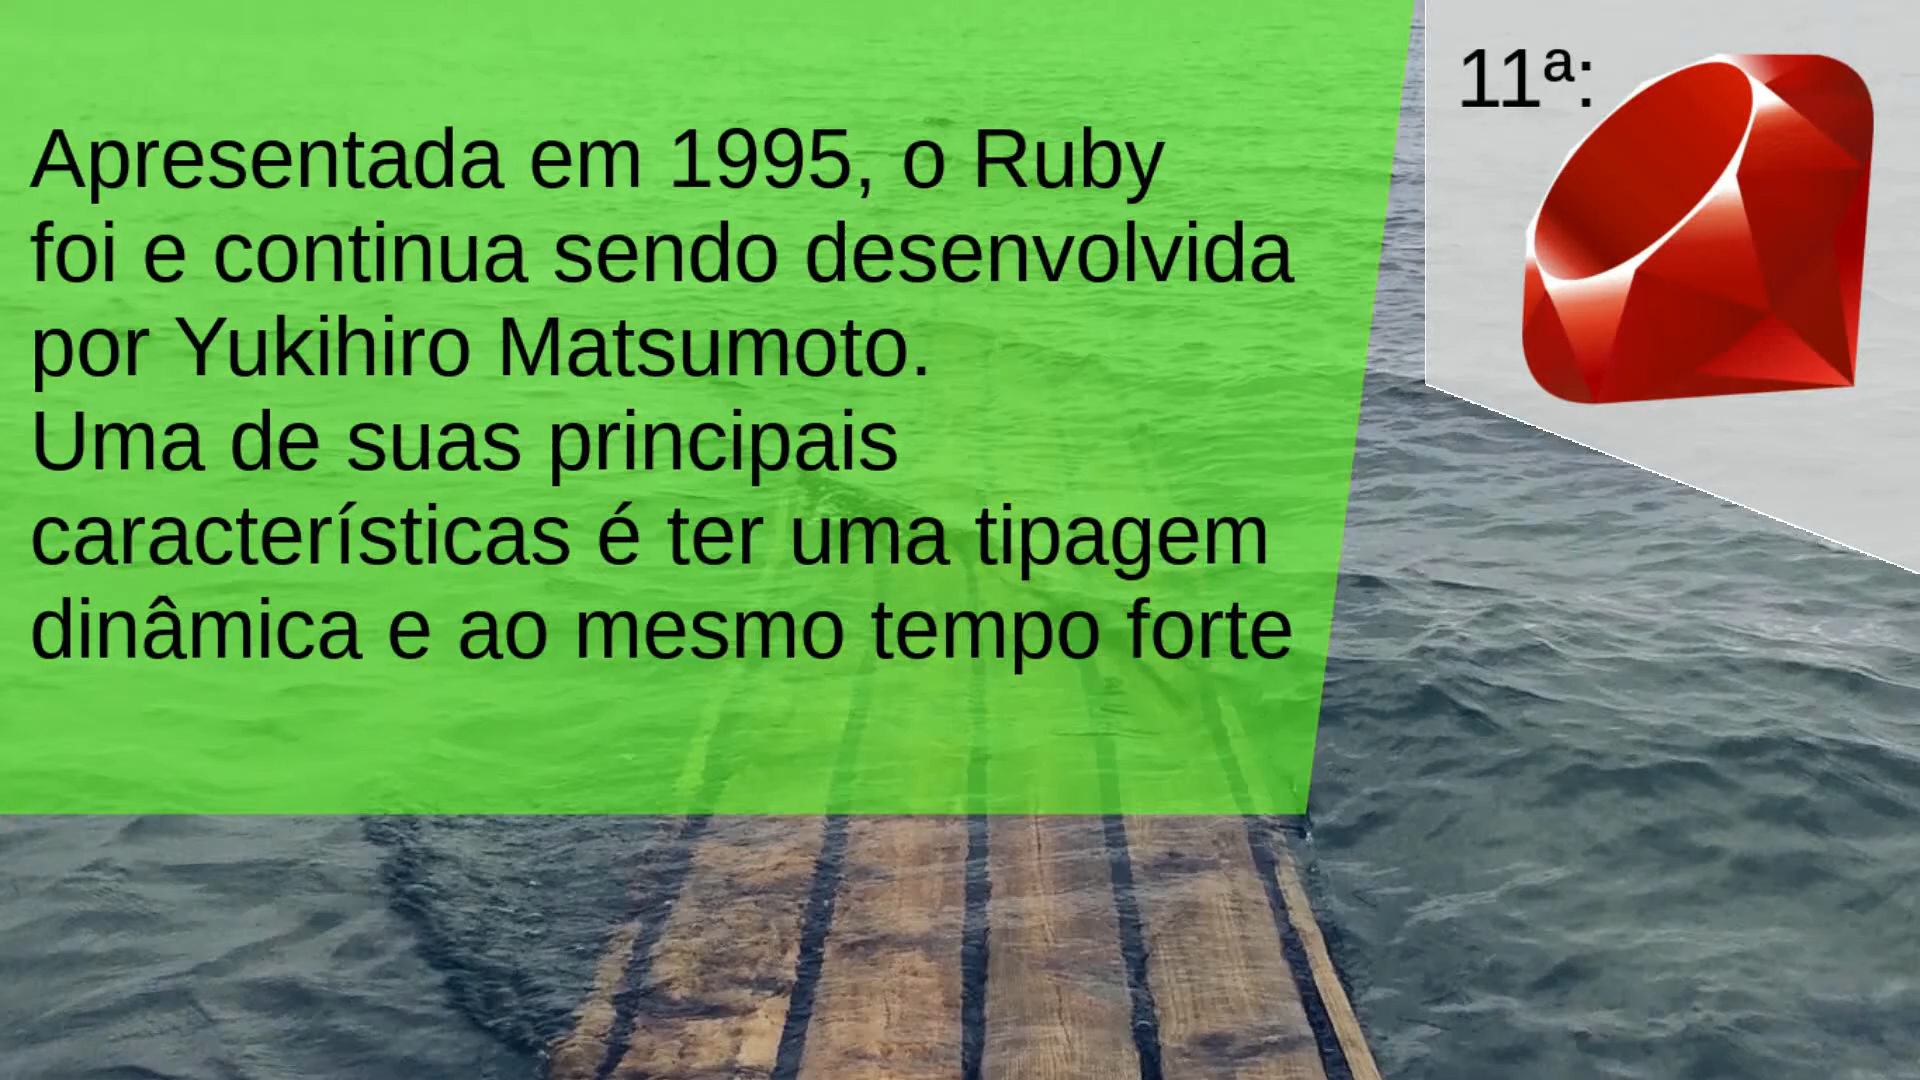 11ª:
Apresentada em 1995, o Ruby
foi e continua sendo desenvolvida
por Yukihiro Matsumoto.
Uma de suas principais
características é ter uma tipagem
dinâmica e ao mesmo tempo forte